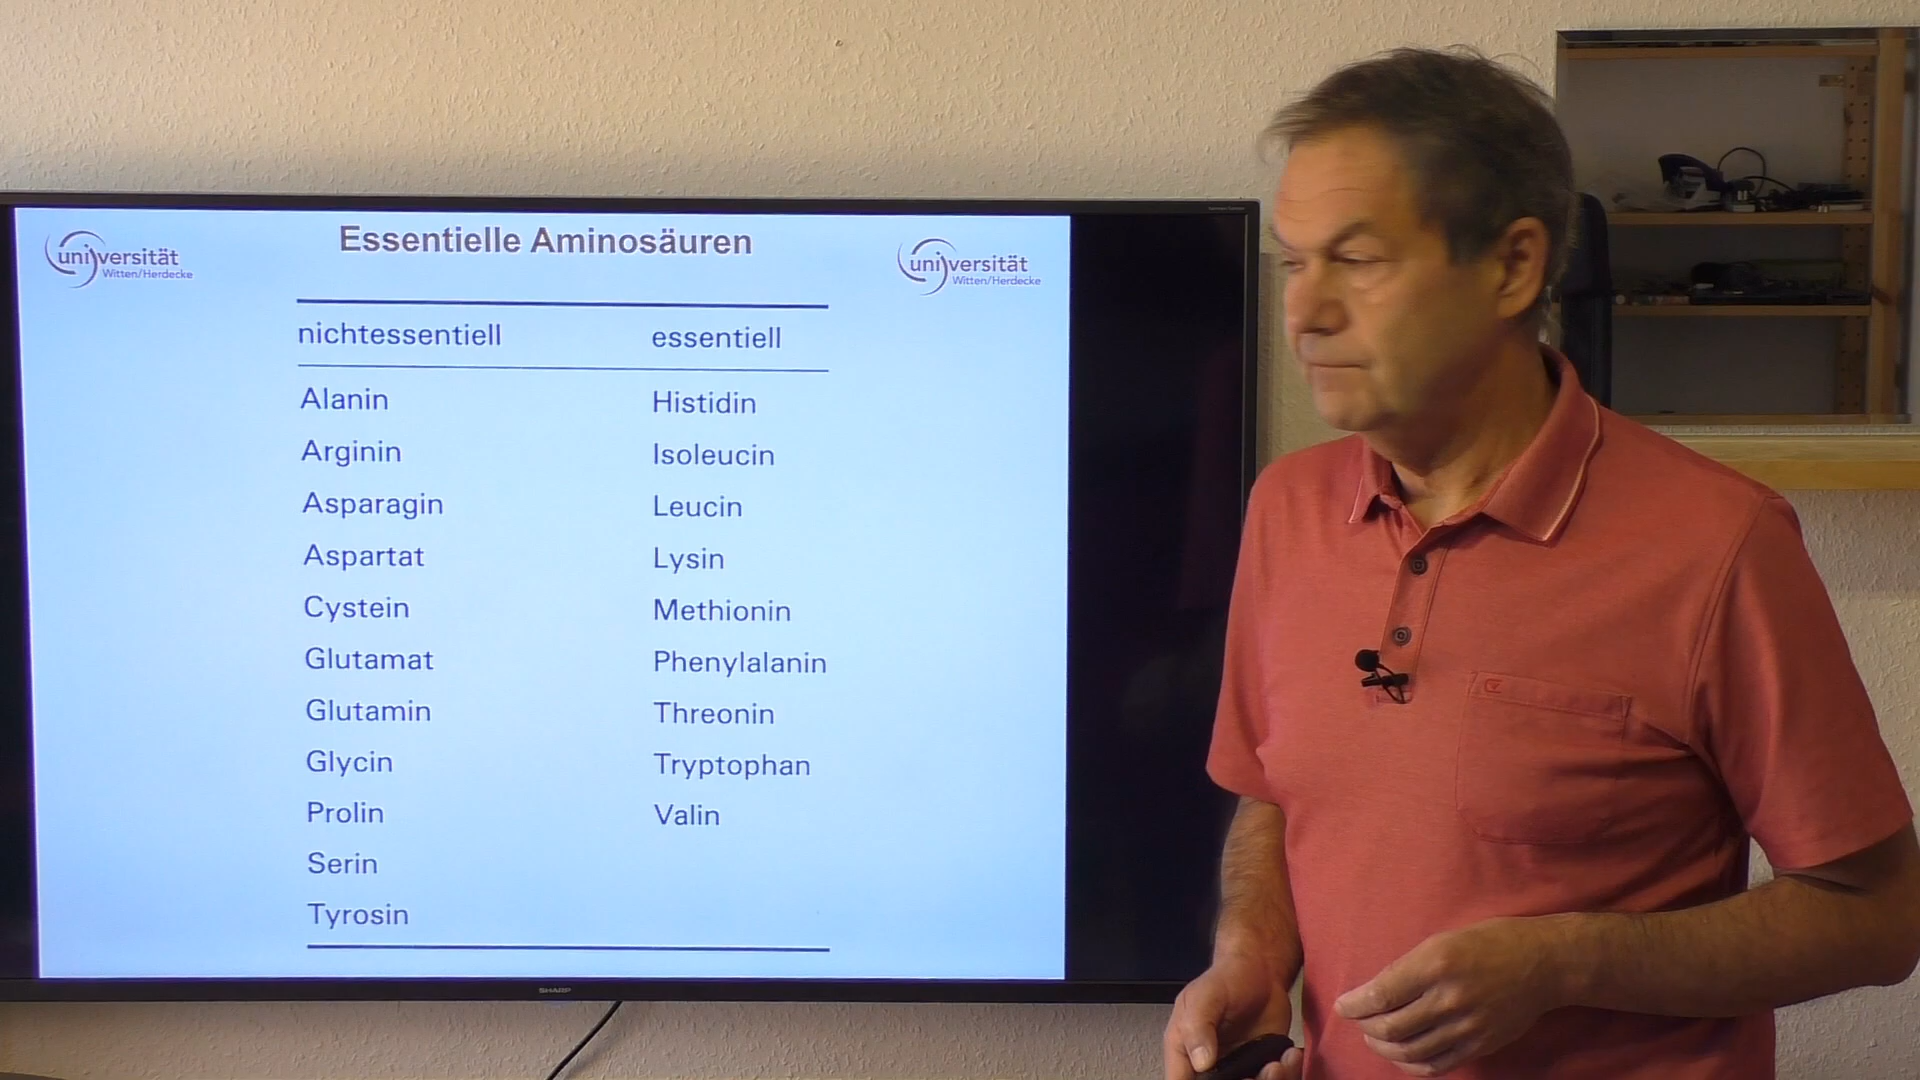 Essentielle Aminosäuren
universität
Witten/Herdecke
universität
Witten/Herdecke
nichtessentiell essentiell
Alanin Histidin
Arginin Isoleucin
Asparagin Leucin
Aspartat Lysin
Cystein Methionin
Glutamat Phenylalanin
Glutamin Threonin
Glycin Tryptophan
Prolin Valin
Serin
Tyrosin
SHARP